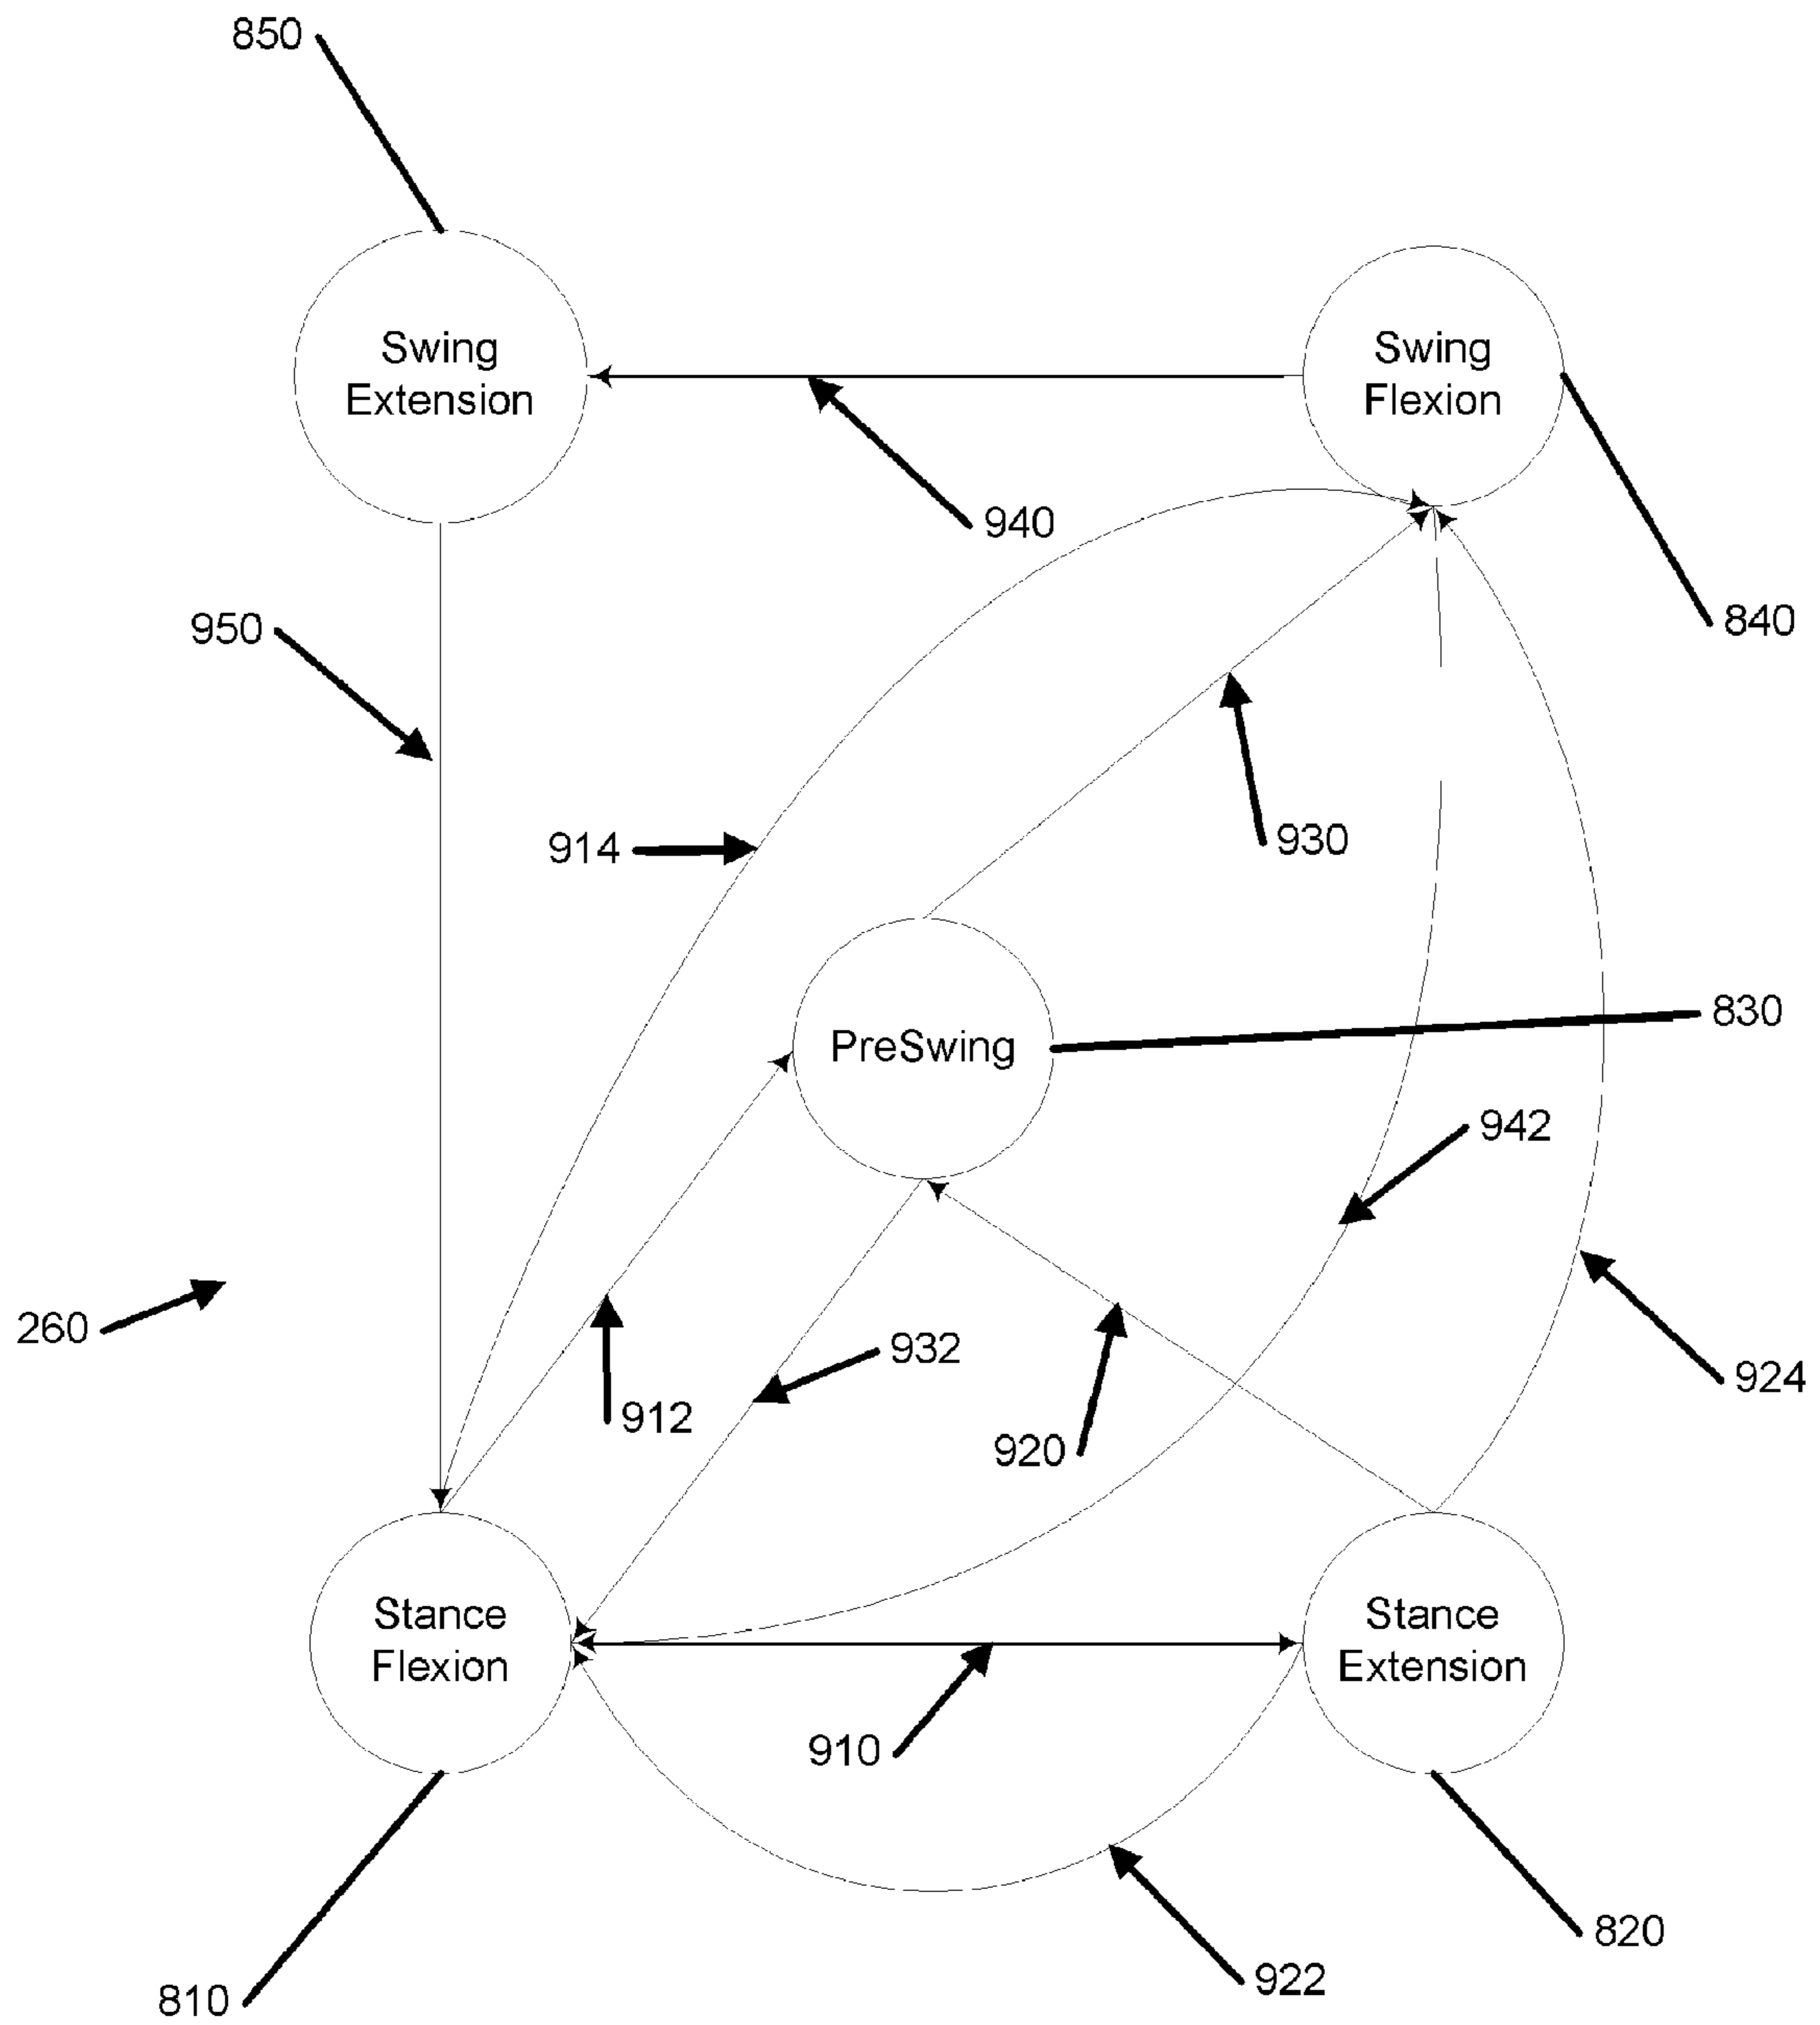 850
Swing
Extension
Swing
Flexion
940
950
840
914
930
830
PreSwing
942
260
932
924
912
920
Stance
Flexion
Stance
Extension
910
820
922
810